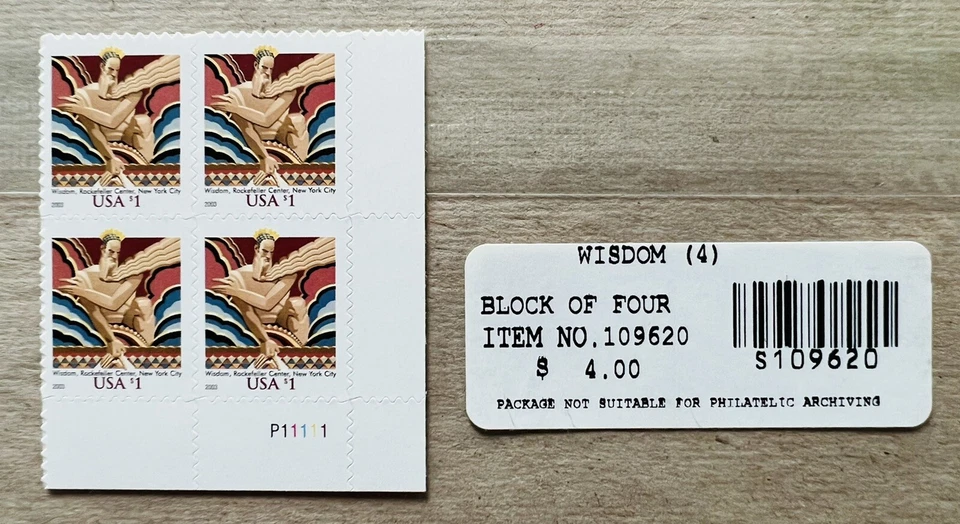 Wisdom, Rockefeller Center, New York City
2003 USA $1
Wisdom, Rockefeller Center, New York City
2003 USA $1
Wisdom, Rockefeller Center, New York City
2003 USA $1
Wisdom, Rockefeller Center, New York City
2003 USA $1
P11111
WISDOM (4)
BLOCK OF FOUR
ITEM NO.109620
$ 4.00
S109620
PACKAGE NOT SUITABLE FOR PHILATELIC ARCHIVING